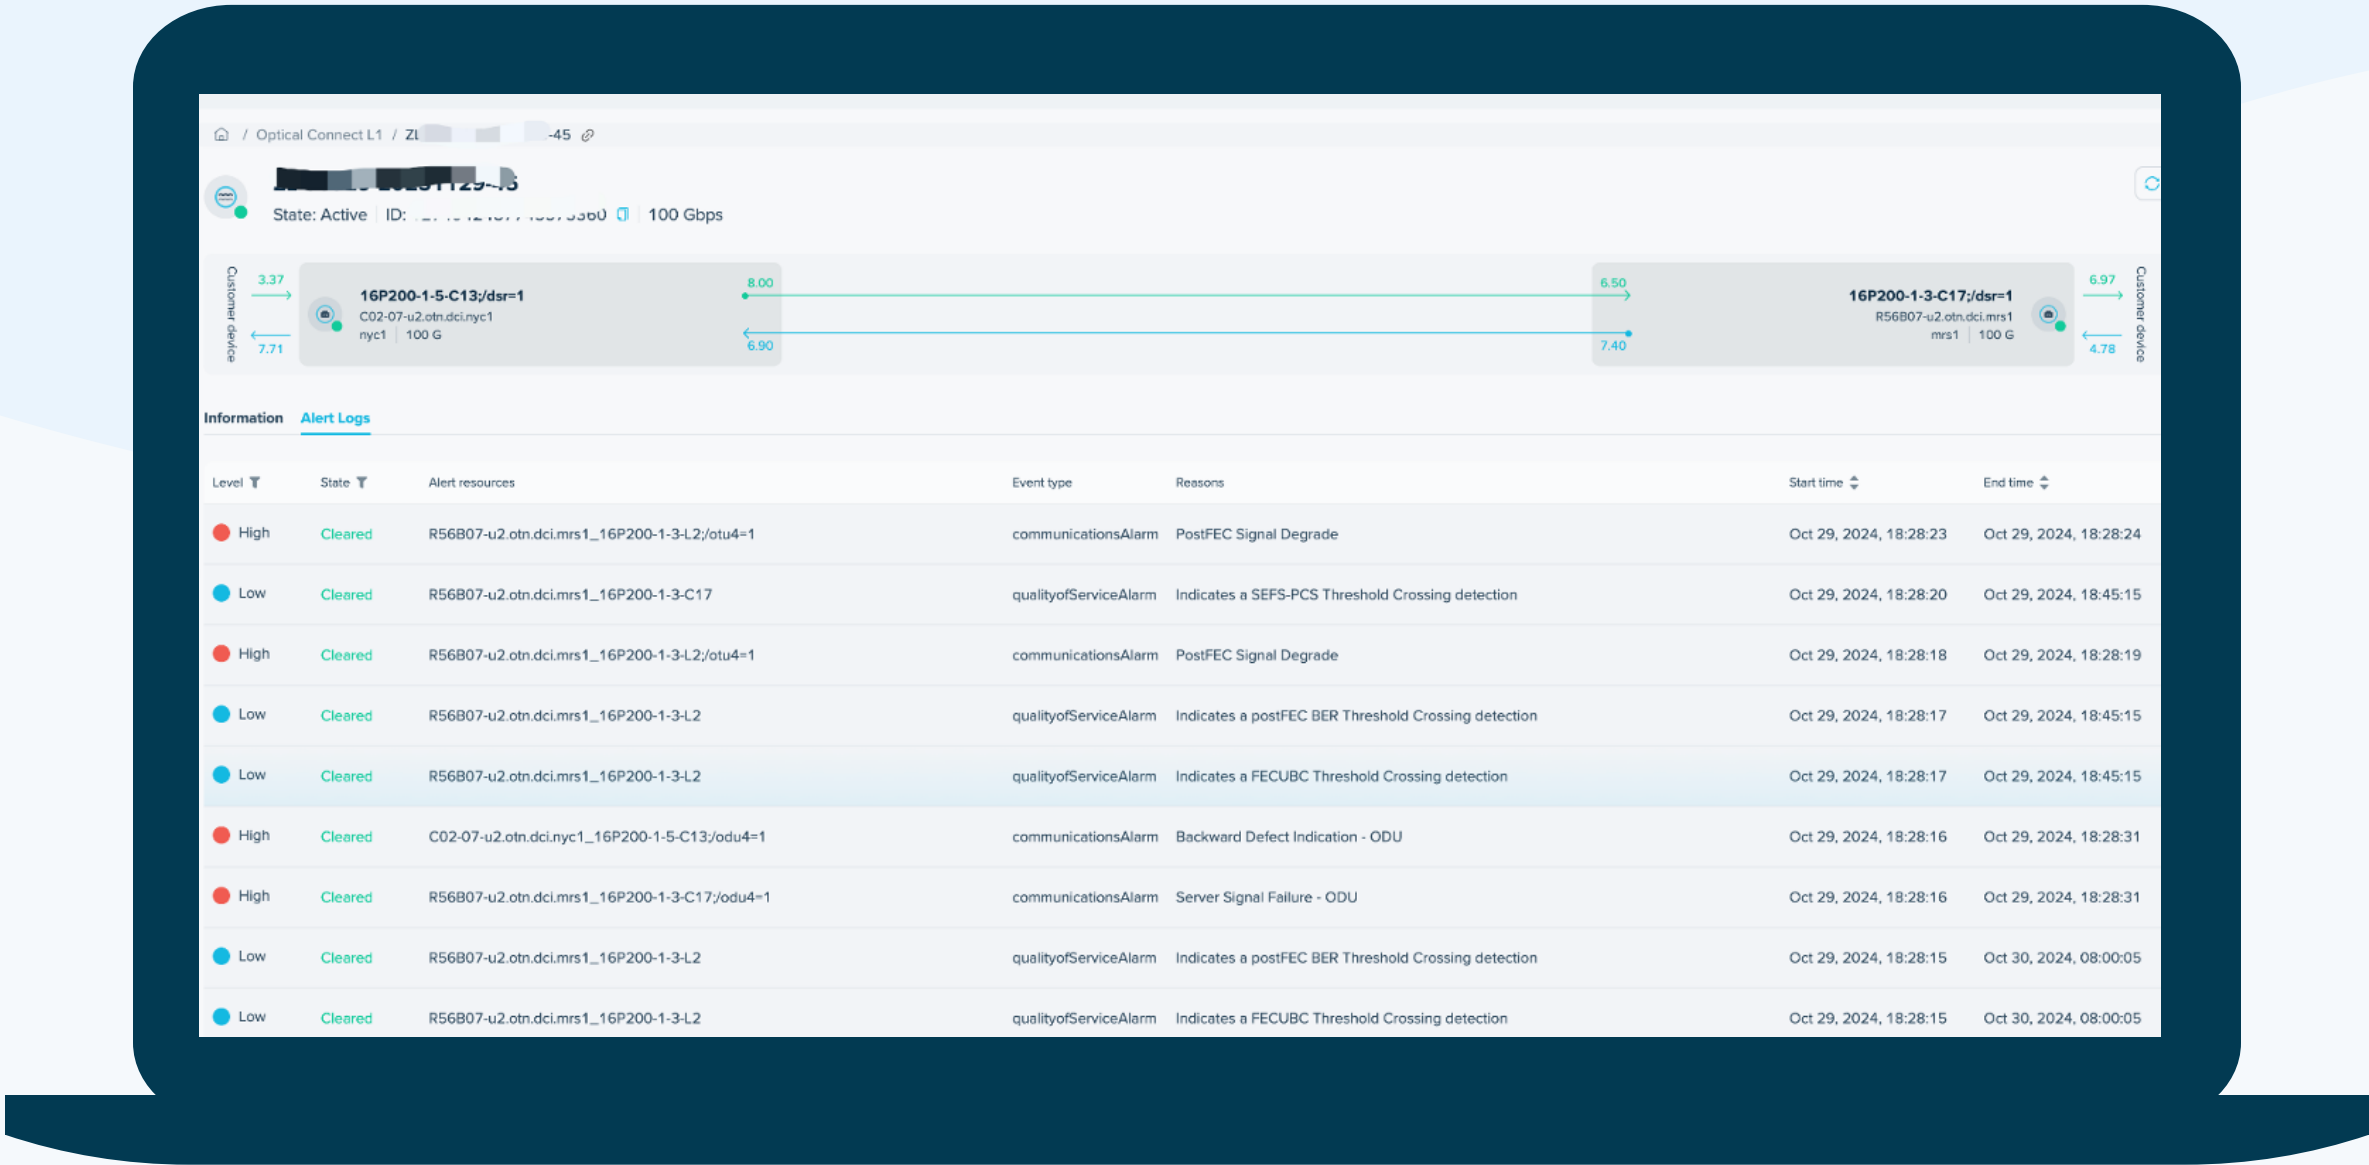 / Optical Connect L1 / ZL -45
State: Active ID: 100 Gbps
Customer device
3.37
7.71
16P200-1-5-C13;/dsr=1
C02-07-u2.otn.dci.nyc1
nyc1 100 G
8.00
6.90
6.50
7.40
16P200-1-3-C17;/dsr=1
R56B07-u2.otn.dci.mrs1
mrs1 100 G
6.97
4.78
Customer device
Information Alert Logs
Level State Alert resources Event type Reasons Start time End time
High Cleared R56B07-u2.otn.dci.mrs1_16P200-1-3-L2;/otu4=1 communicationsAlarm PostFEC Signal Degrade Oct 29, 2024, 18:28:23 Oct 29, 2024, 18:28:24
Low Cleared R56B07-u2.otn.dci.mrs1_16P200-1-3-C17 qualityofServiceAlarm Indicates a SEFS-PCS Threshold Crossing detection Oct 29, 2024, 18:28:20 Oct 29, 2024, 18:45:15
High Cleared R56B07-u2.otn.dci.mrs1_16P200-1-3-L2;/otu4=1 communicationsAlarm PostFEC Signal Degrade Oct 29, 2024, 18:28:18 Oct 29, 2024, 18:28:19
Low Cleared R56B07-u2.otn.dci.mrs1_16P200-1-3-L2 qualityofServiceAlarm Indicates a postFEC BER Threshold Crossing detection Oct 29, 2024, 18:28:17 Oct 29, 2024, 18:45:15
Low Cleared R56B07-u2.otn.dci.mrs1_16P200-1-3-L2 qualityofServiceAlarm Indicates a FECUBC Threshold Crossing detection Oct 29, 2024, 18:28:17 Oct 29, 2024, 18:45:15
High Cleared C02-07-u2.otn.dci.nyc1_16P200-1-5-C13;/odu4=1 communicationsAlarm Backward Defect Indication - ODU Oct 29, 2024, 18:28:16 Oct 29, 2024, 18:28:31
High Cleared R56B07-u2.otn.dci.mrs1_16P200-1-3-C17;/odu4=1 communicationsAlarm Server Signal Failure - ODU Oct 29, 2024, 18:28:16 Oct 29, 2024, 18:28:31
Low Cleared R56B07-u2.otn.dci.mrs1_16P200-1-3-L2 qualityofServiceAlarm Indicates a postFEC BER Threshold Crossing detection Oct 29, 2024, 18:28:15 Oct 30, 2024, 08:00:05
Low Cleared R56B07-u2.otn.dci.mrs1_16P200-1-3-L2 qualityofServiceAlarm Indicates a FECUBC Threshold Crossing detection Oct 29, 2024, 18:28:15 Oct 30, 2024, 08:00:05